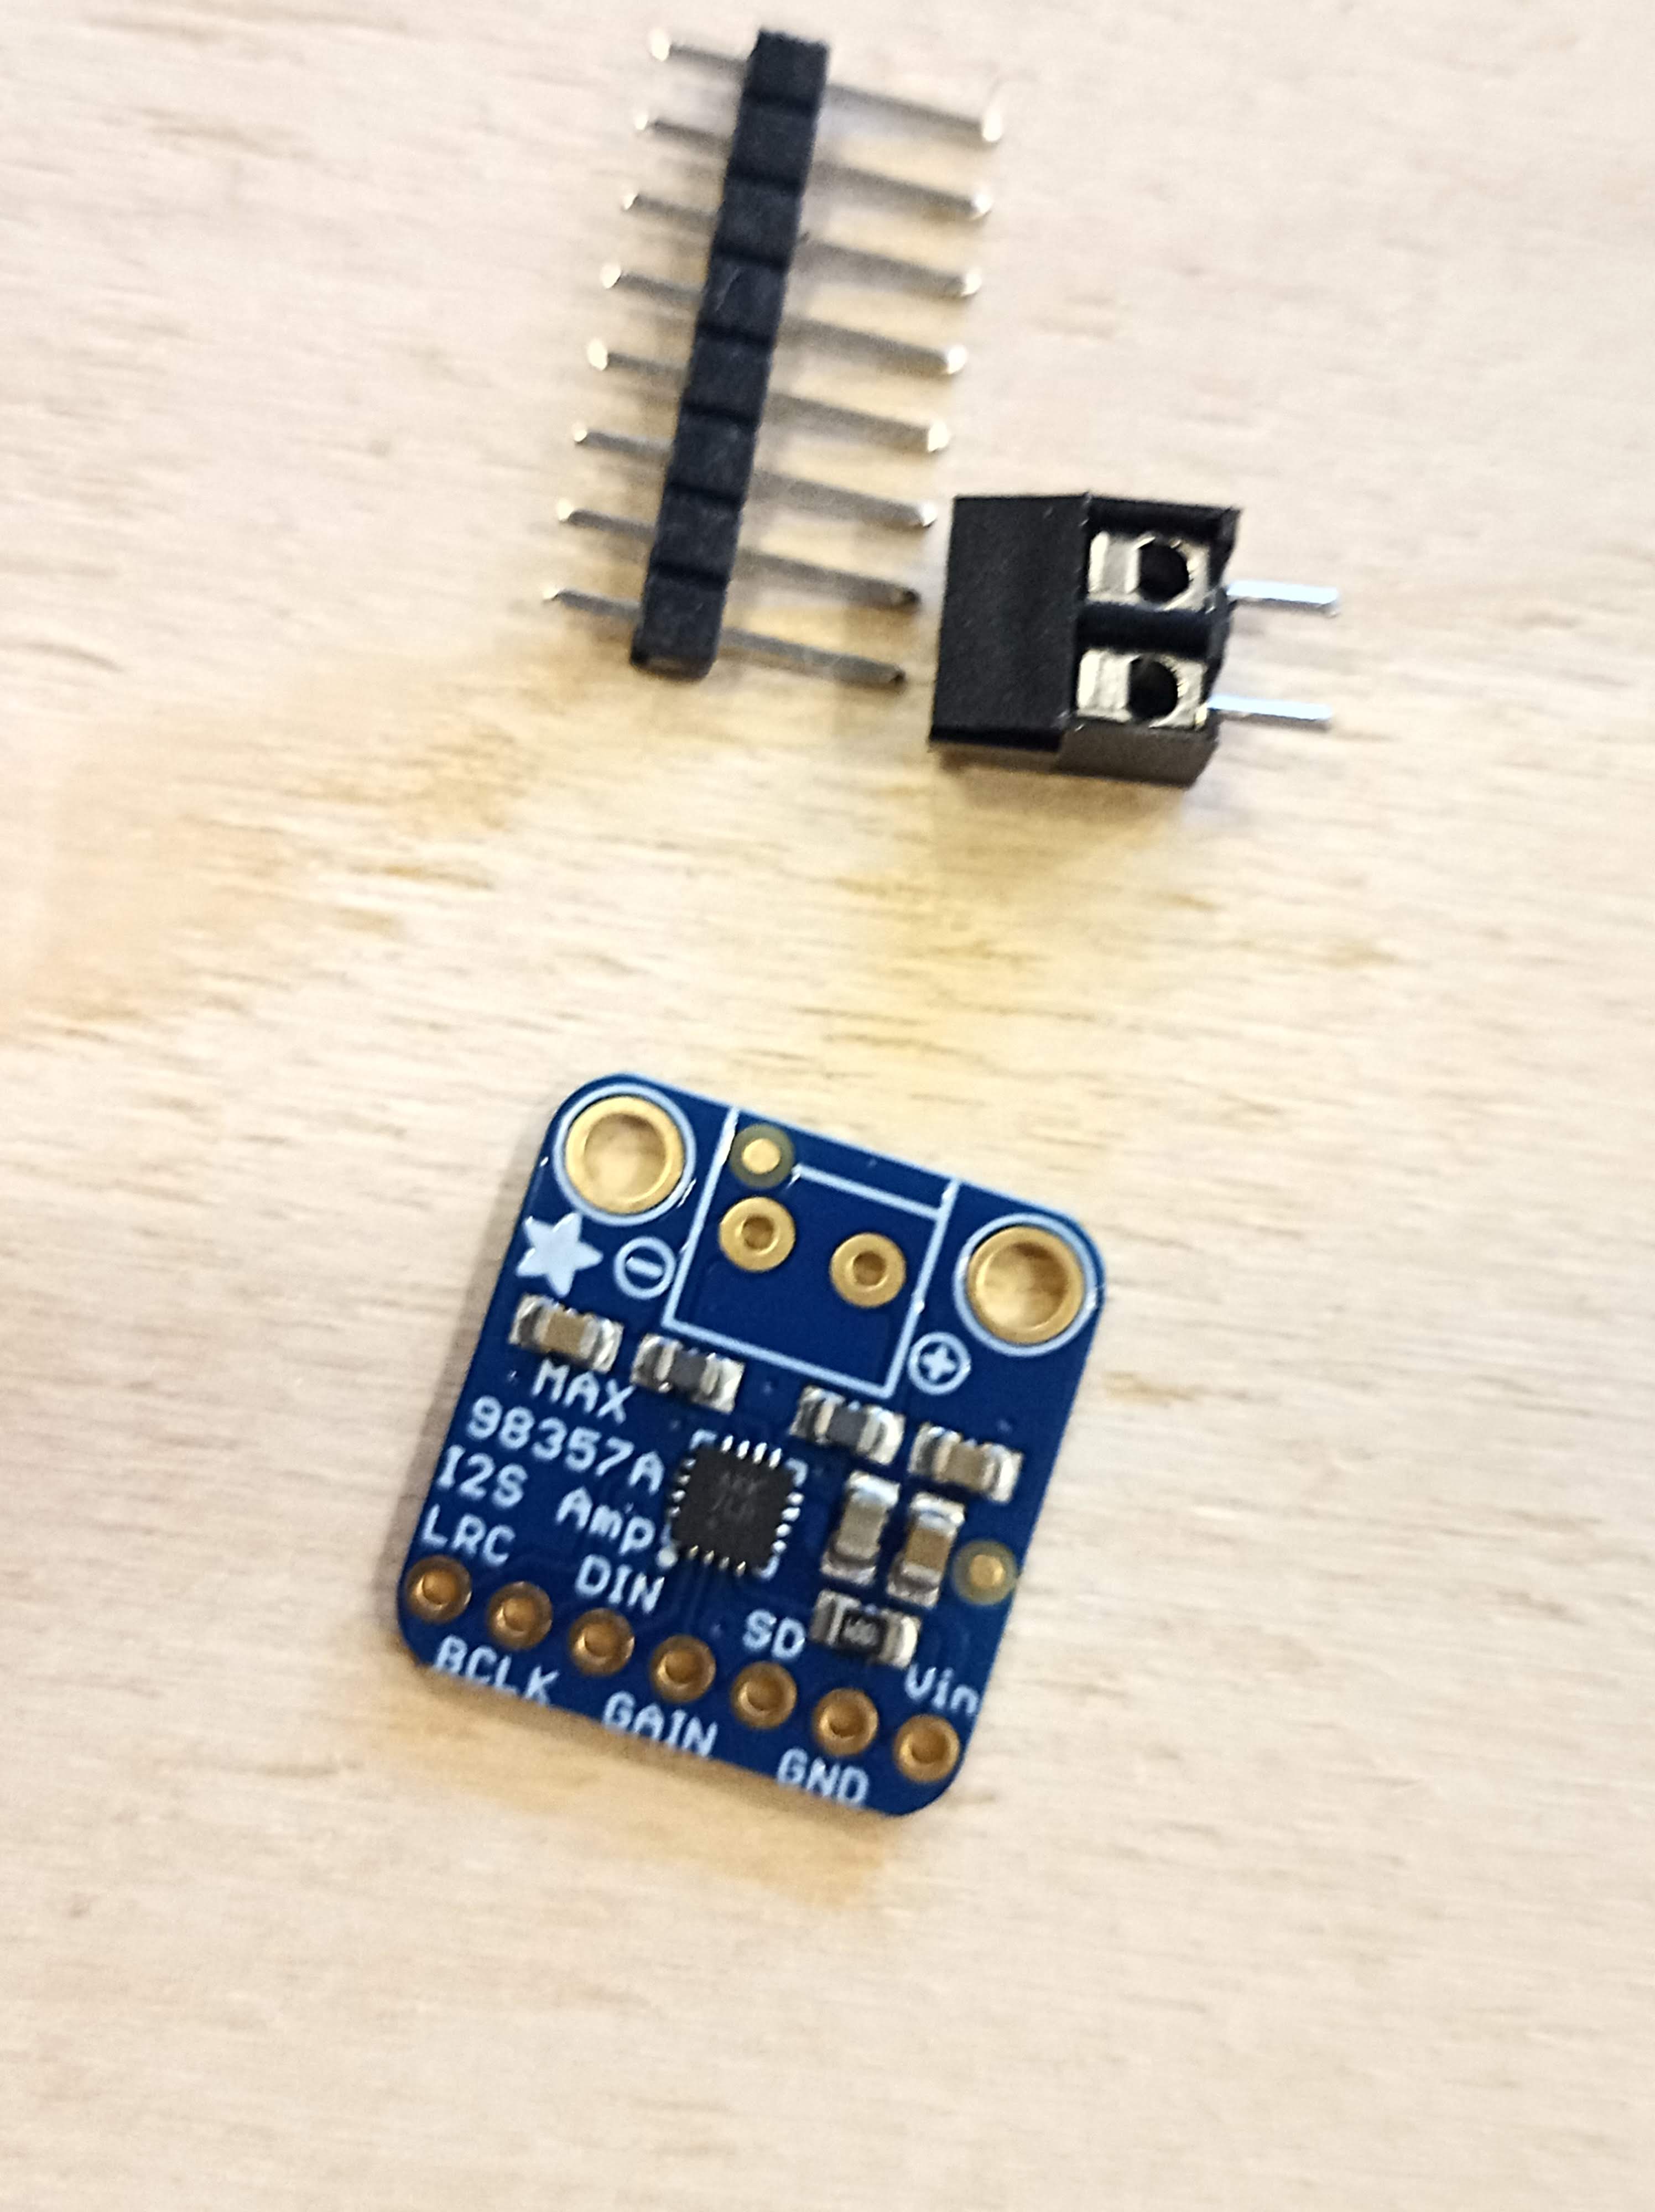 MAX
98357A
I2S Amp
LRC DIN SD Vin
BCLK GAIN GND